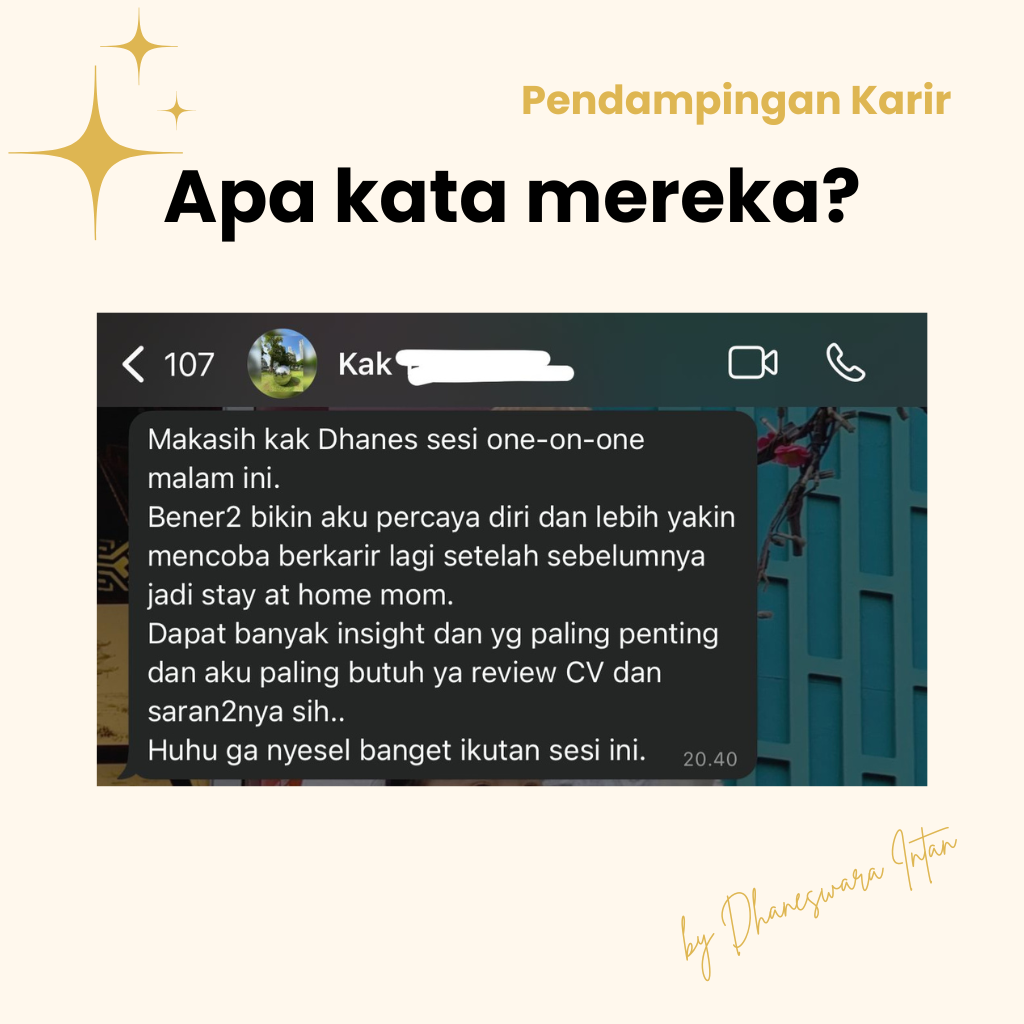 Pendampingan Karir
Apa kata mereka?
107
Kak
Makasih kak Dhanes sesi one-on-one
malam ini.
Bener2 bikin aku percaya diri dan lebih yakin
mencoba berkarir lagi setelah sebelumnya
jadi stay at home mom.
Dapat banyak insight dan yg paling penting
dan aku paling butuh ya review CV dan
saran2nya sih..
Huhu ga nyesel banget ikutan sesi ini.
20.40
by Dhaneswara Intan